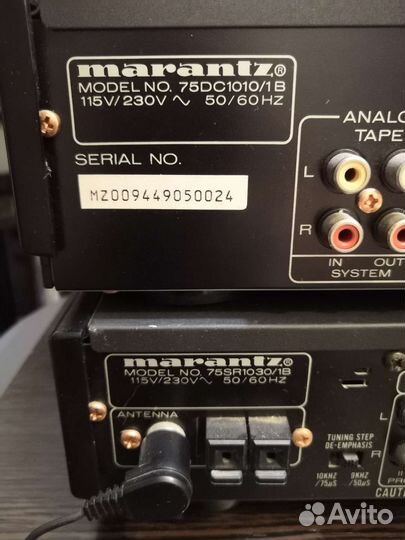 marantz®
MODEL NO. 75DC1010/1B
115V/230V ~ 50/60HZ
SERIAL NO.
MZ009449050024
ANALO
TAPE
L
R
IN OUT
SYSTEM
marantz®
MODEL NO. 75SR1030/1B
115V/230V ~ 50/60HZ
ANTENNA
TUNING STEP
DE-EMPHASIS
10KHZ 9KHZ
/75µS /50µS
L
R
PRO
CAUTI
Avito